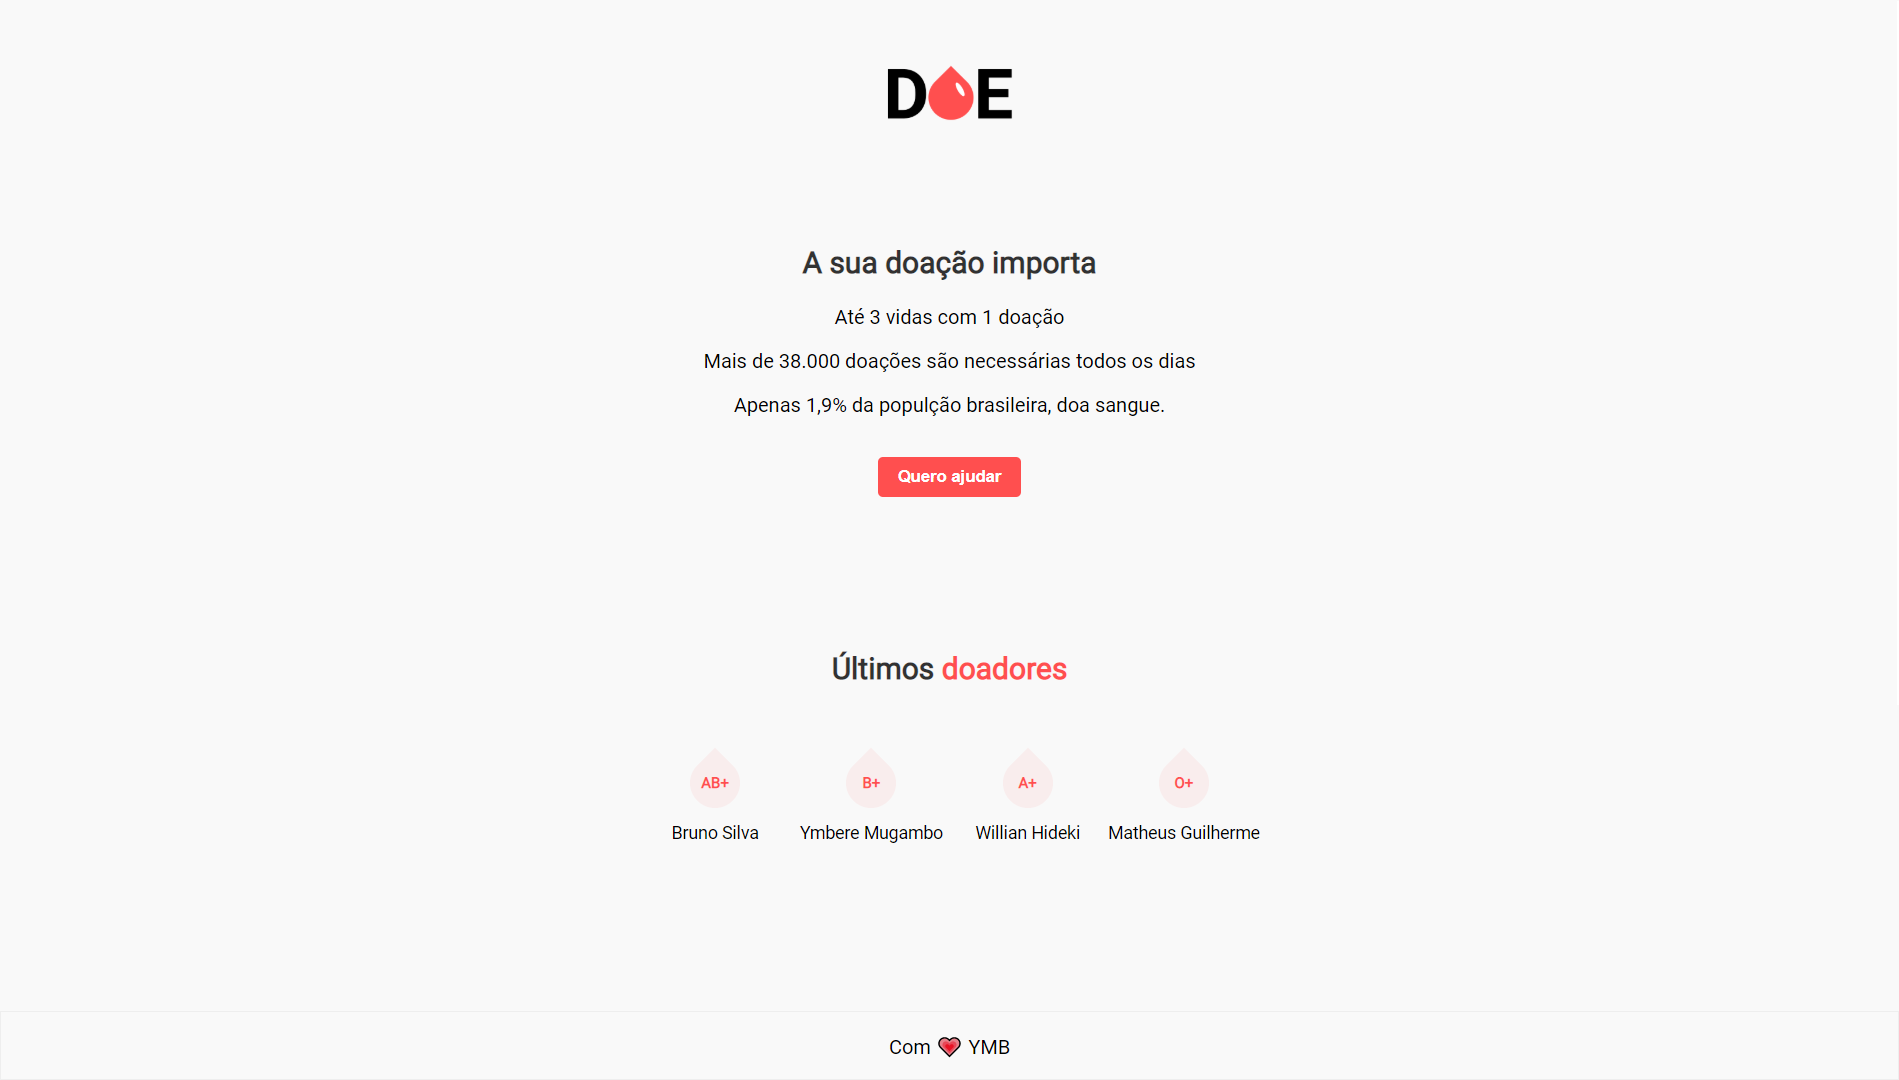 DOE
A sua doação importa
Até 3 vidas com 1 doação
Mais de 38.000 doações são necessárias todos os dias
Apenas 1,9% da populção brasileira, doa sangue.
Quero ajudar
Últimos doadores
AB+ B+ A+ O+
Bruno Silva Ymbere Mugambo Willian Hideki Matheus Guilherme
Com ❤ YMB